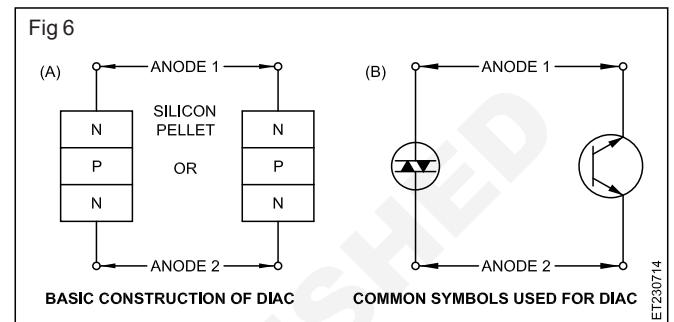 Fig 6
(A)
ANODE 1
N
P
N
SILICON
PELLET
OR
N
P
N
ANODE 2
BASIC CONSTRUCTION OF DIAC
(B)
ANODE 1
ANODE 2
COMMON SYMBOLS USED FOR DIAC
ET230714